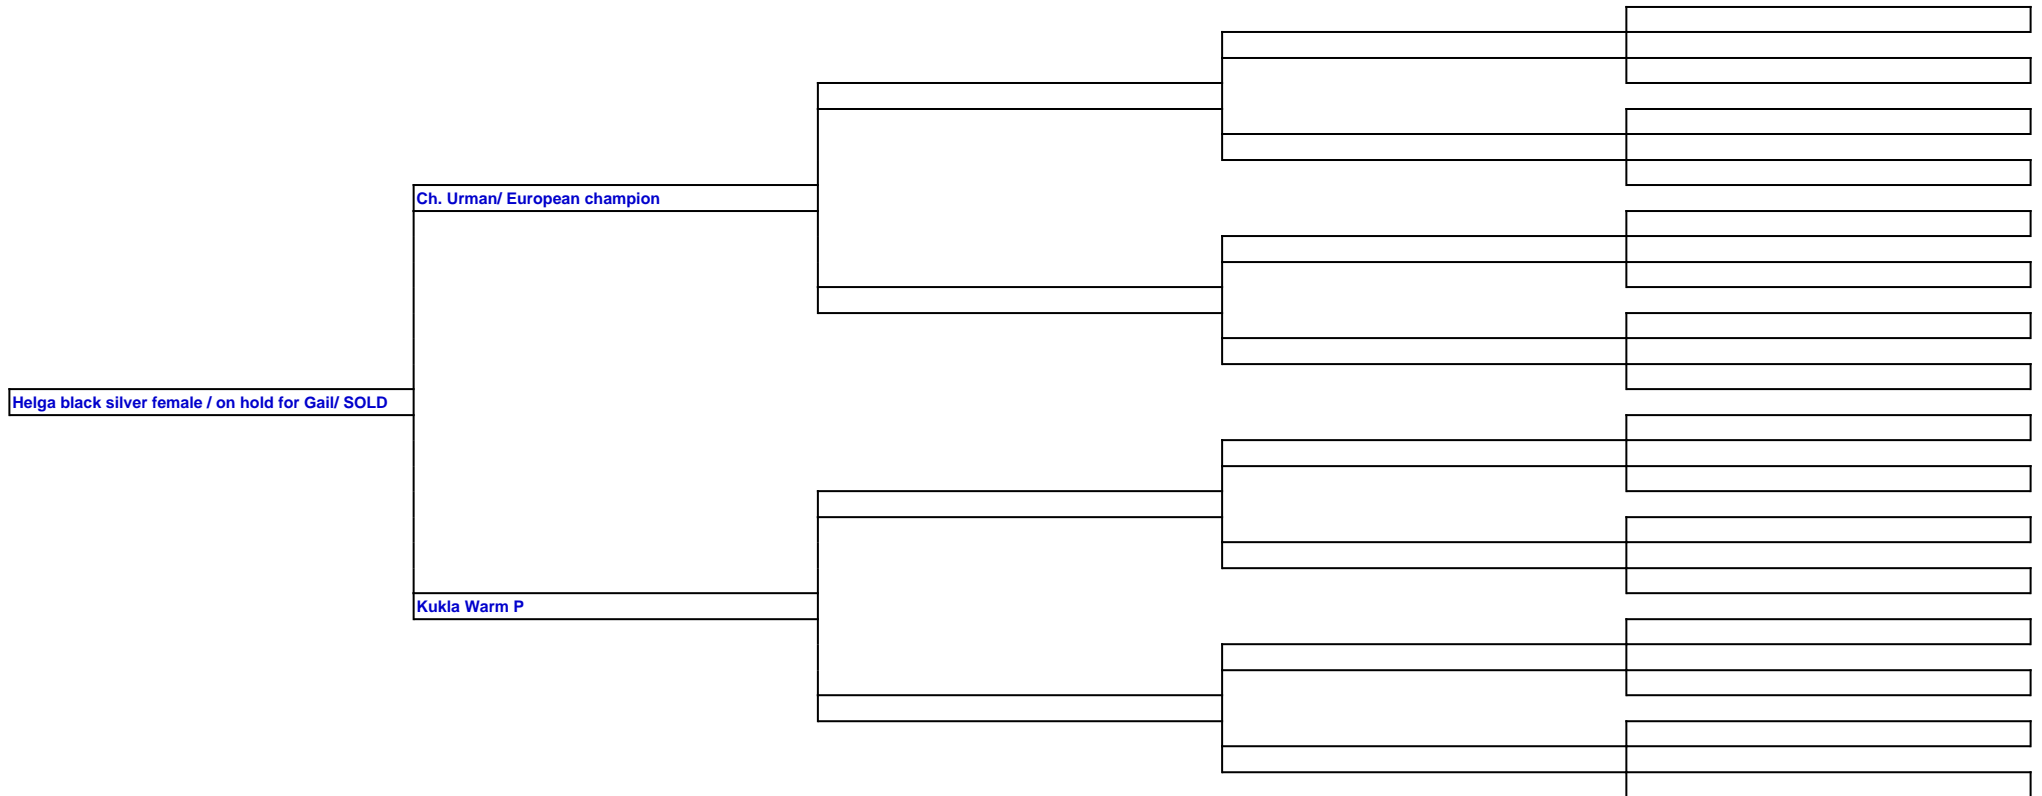 Ch. Urman/ European champion
Helga black silver female / on hold for Gail/ SOLD
Kukla Warm P